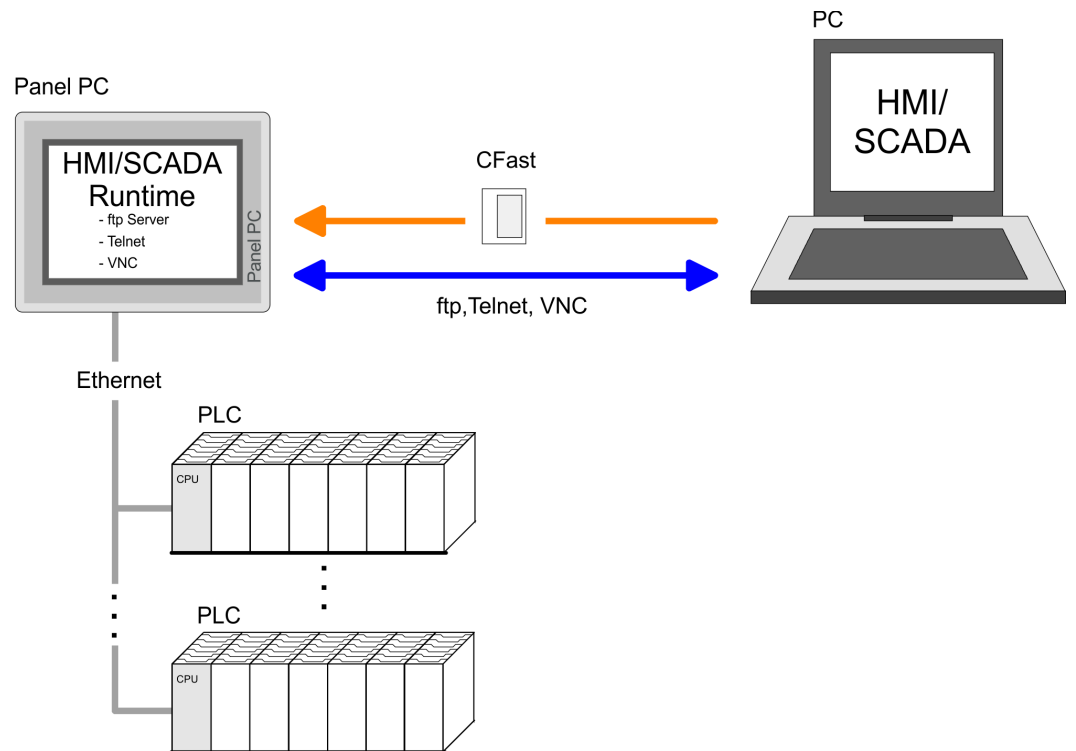 PC
Panel PC
HMI/SCADA
Runtime
- ftp Server
- Telnet
- VNC
Panel PC
CFast
HMI/
SCADA
ftp,Telnet, VNC
Ethernet
PLC
CPU
PLC
CPU